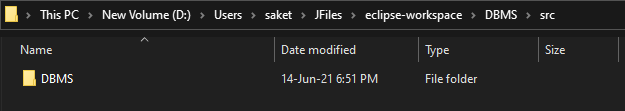 This PC > New Volume (D:) > Users > saket > JFiles > eclipse-workspace > DBMS > src
Name Date modified Type Size
DBMS 14-Jun-21 6:51 PM File folder